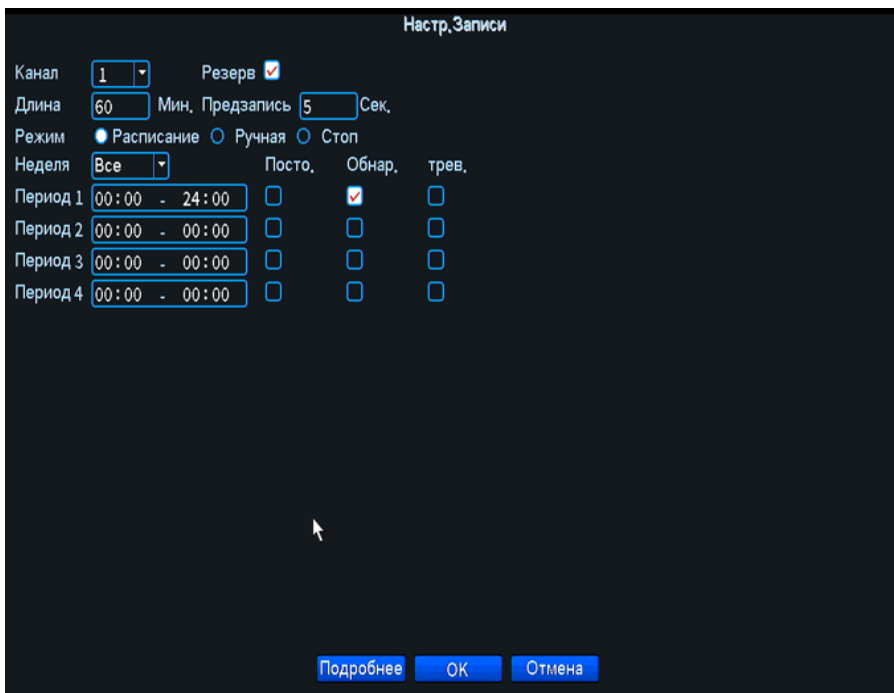 Настр.Записи
Канал 1 Резерв
Длина 60 Мин. Предзапись 5 Сек.
Режим Расписание Ручная Стоп
Неделя Все Посто. Обнар. трев.
Период 1 00:00 - 24:00
Период 2 00:00 - 00:00
Период 3 00:00 - 00:00
Период 4 00:00 - 00:00
Подробнее OK Отмена